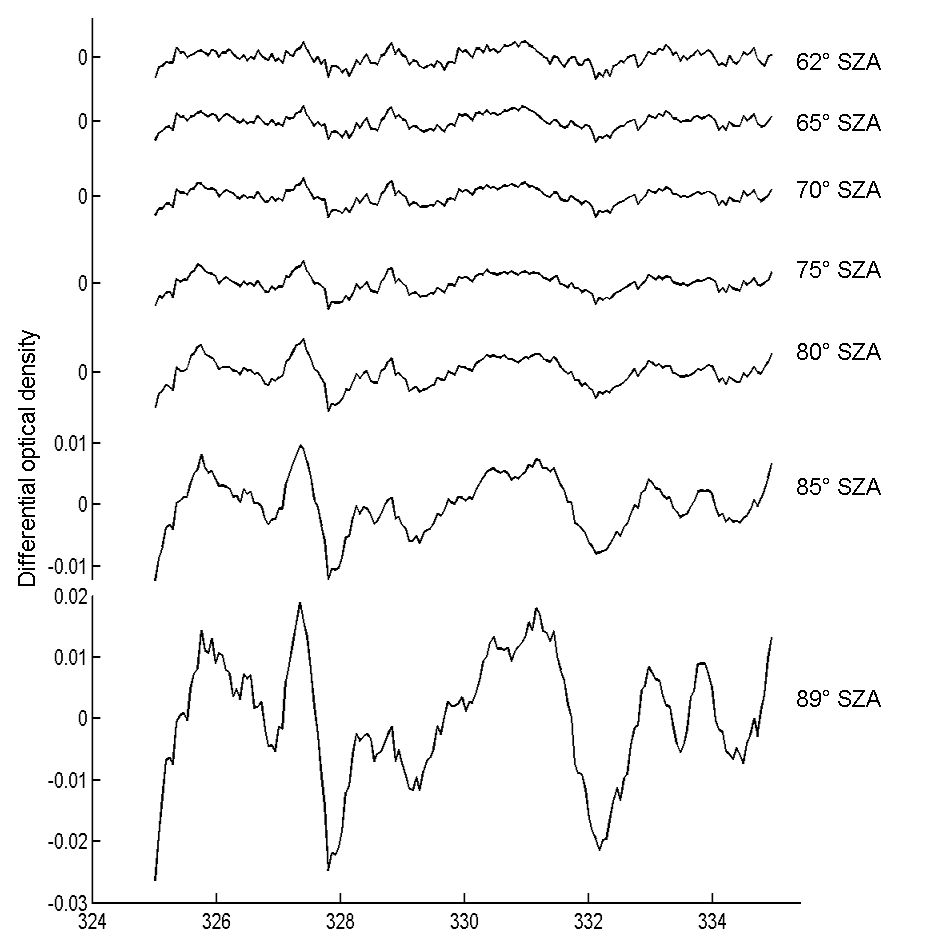 0
62° SZA
0
65° SZA
0
70° SZA
0
75° SZA
0
80° SZA
Differential optical density
0.01
0
-0.01
85° SZA
0.02
0.01
0
-0.01
-0.02
-0.03
89° SZA
324
326
328
330
332
334